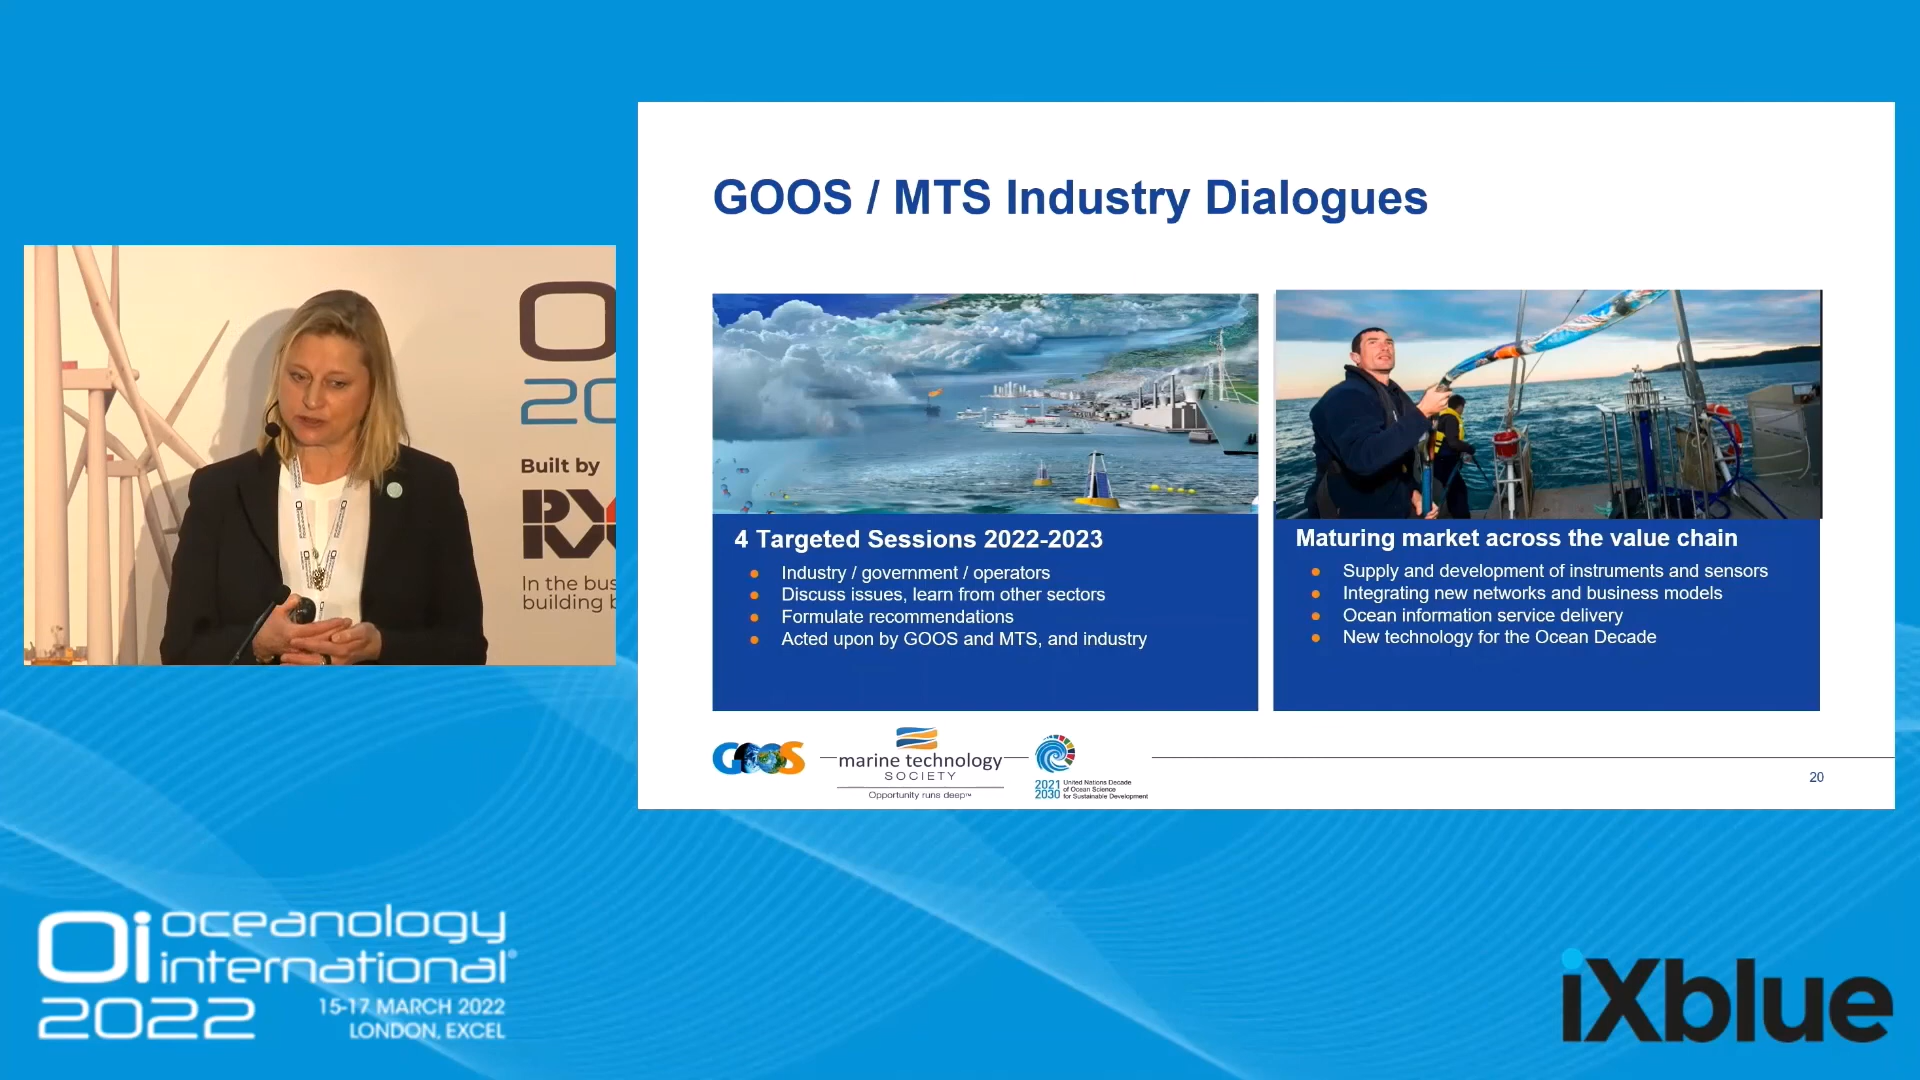 GOOS / MTS Industry Dialogues
4 Targeted Sessions 2022-2023
Industry / government / operators
Discuss issues, learn from other sectors
Formulate recommendations
Acted upon by GOOS and MTS, and industry
Maturing market across the value chain
Supply and development of instruments and sensors
Integrating new networks and business models
Ocean information service delivery
New technology for the Ocean Decade
GOOS
marine technology
SOCIETY
Opportunity runs deep™
2021
2030
United Nations Decade
of Ocean Science
for Sustainable Development
20
Built by
RX
In the bus
building
Oi oceanology
international
2022
15-17 MARCH 2022
LONDON, EXCEL
iXblue